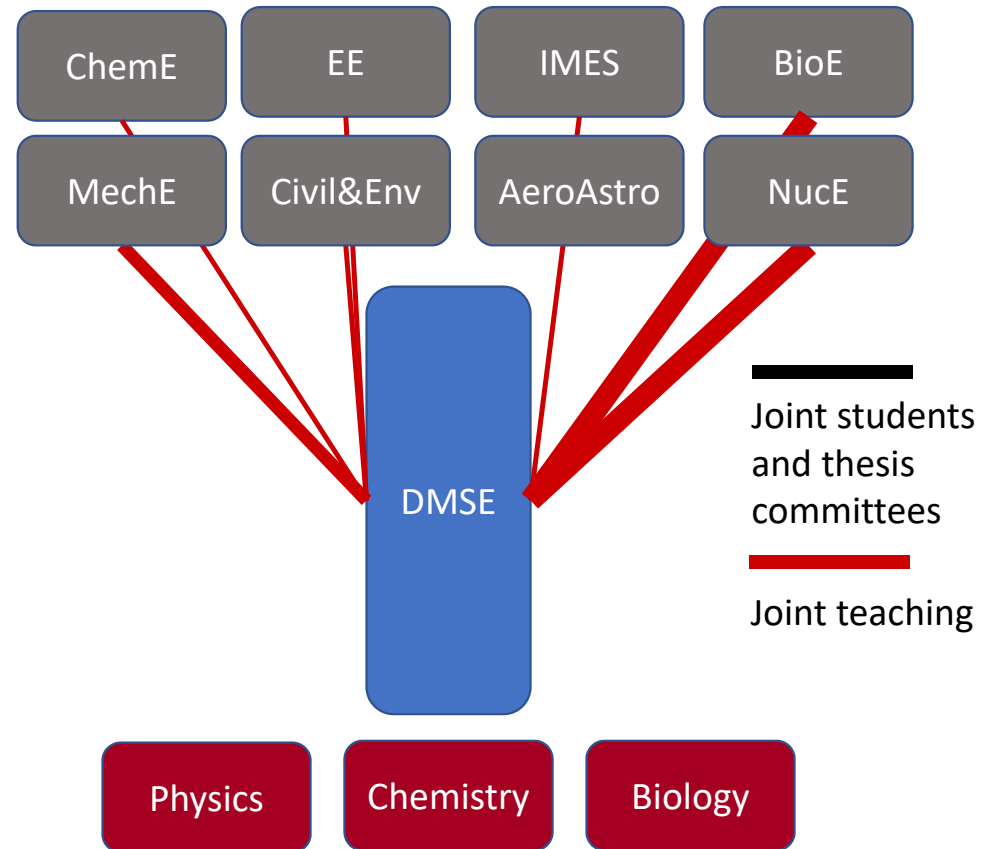 ChemE
EE
IMES
BioE
MechE
Civil&Env
AeroAstro
NucE
DMSE
Joint students
and thesis
committees
Joint teaching
Physics
Chemistry
Biology